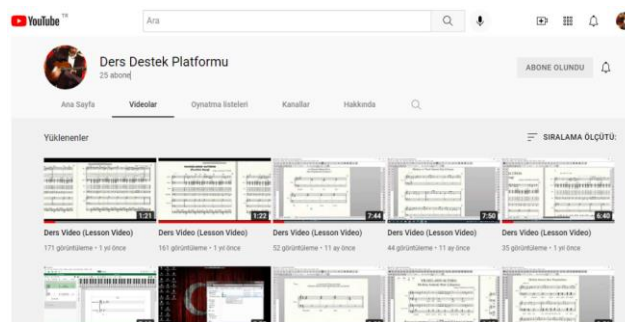 YouTube TR
Ara
Ders Destek Platformu
25 abone
ABONE OLUNDU
Ana Sayfa Videolar Oynatma listeleri Kanallar Hakkında
Yüklenenler
SIRALAMA ÖLÇÜTÜ:
1:21 1:22 7:44 7:50 6:40
Ders Video (Lesson Video) Ders Video (Lesson Video) Ders Video (Lesson Video) Ders Video (Lesson Video) Ders Video (Lesson Video)
171 görüntüleme • 1 yıl önce 161 görüntüleme • 1 yıl önce 52 görüntüleme • 11 ay önce 44 görüntüleme • 11 ay önce 35 görüntüleme • 1 yıl önce